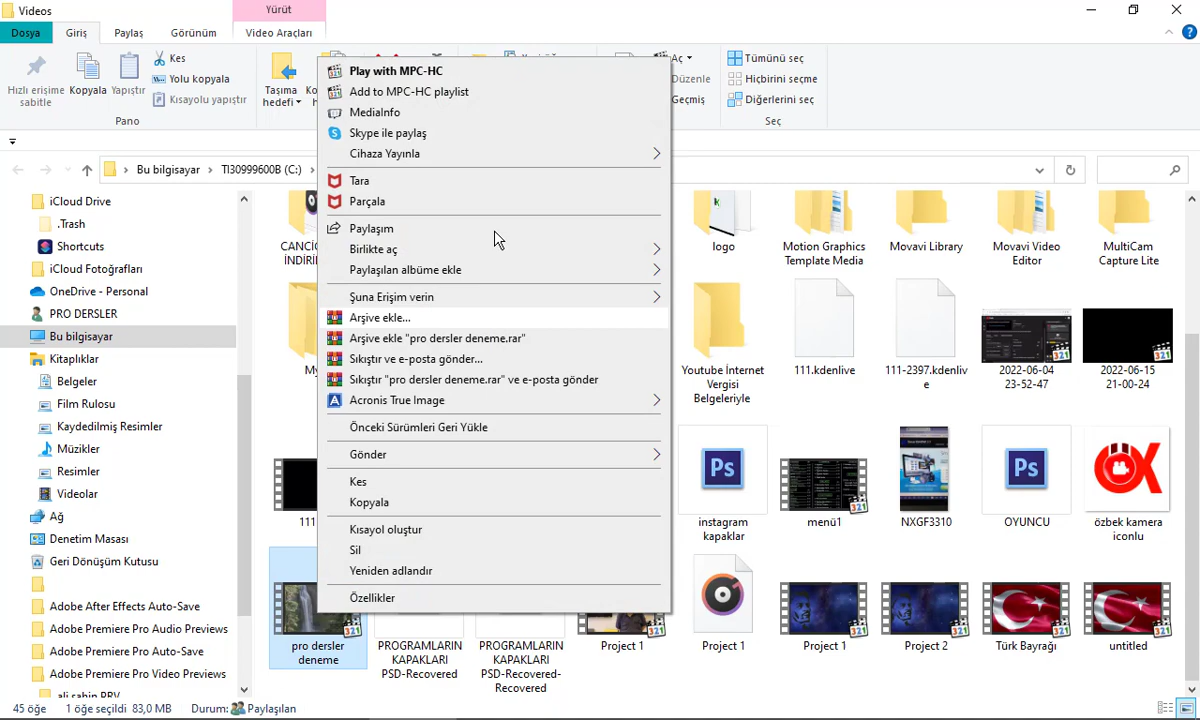 Videos
Yürüt
Dosya
Giriş
Paylaş
Görünüm
Video Araçları
Hızlı erişime
sabitle
Kopyala
Yapıştır
Kes
Yolu kopyala
Kısayolu yapıştır
Pano
Taşıma
hedefi
Aç
Düzenle
Geçmiş
Tümünü seç
Hiçbirini seçme
Diğerlerini seç
Seç
Bu bilgisayar
TI30999600B (C:)
iCloud Drive
.Trash
Shortcuts
iCloud Fotoğrafları
OneDrive - Personal
PRO DERSLER
Bu bilgisayar
Kitaplıklar
Belgeler
Film Rulosu
Kaydedilmiş Resimler
Müzikler
Resimler
Videolar
Ağ
Denetim Masası
Geri Dönüşüm Kutusu
Adobe After Effects Auto-Save
Adobe Premiere Pro Audio Previews
Adobe Premiere Pro Auto-Save
Adobe Premiere Pro Video Previews
ali şahin PRV
Play with MPC-HC
Add to MPC-HC playlist
MediaInfo
Skype ile paylaş
Cihaza Yayınla
Tara
Parçala
Paylaşım
Birlikte aç
Paylaşılan albüme ekle
Şuna Erişim verin
Arşive ekle...
Arşive ekle "pro dersler deneme.rar"
Sıkıştır ve e-posta gönder...
Sıkıştır "pro dersler deneme.rar" ve e-posta gönder
Acronis True Image
Önceki Sürümleri Geri Yükle
Gönder
Kes
Kopyala
Kısayol oluştur
Sil
Yeniden adlandır
Özellikler
logo
Motion Graphics
Template Media
Movavi Library
Movavi Video
Editor
MultiCam
Capture Lite
Youtube İnternet
Vergisi
Belgeleriyle
111.kdenlive
111-2397.kdenliv
e
2022-06-04
23-52-47
2022-06-15
21-00-24
instagram
kapaklar
menü1
NXGF3310
OYUNCU
özbek kamera
iconlu
pro dersler
deneme
PROGRAMLARIN
KAPAKLARI
PSD-Recovered
PROGRAMLARIN
KAPAKLARI
PSD-Recovered-
Recovered
Project 1
Project 1
Project 1
Project 2
Türk Bayrağı
untitled
45 öğe
1 öğe seçildi
83,0 MB
Durum:
Paylaşılan